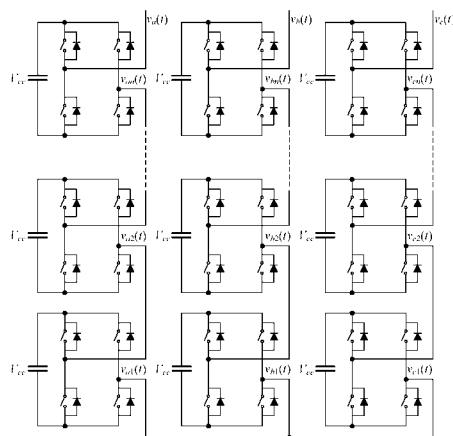 va(t) vb(t) vc(t)
Vcc van(t) Vcc vbn(t) Vcc vcn(t)
Vcc va2(t) Vcc vb2(t) Vcc vc2(t)
Vcc va1(t) Vcc vb1(t) Vcc vc1(t)